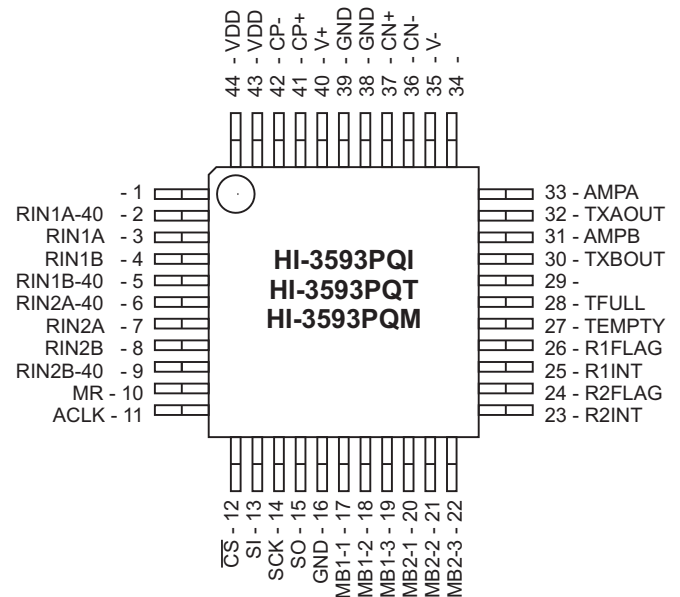 44 - VDD
43 - VDD
42 - CP-
41 - CP+
40 - V+
39 - GND
38 - GND
37 - CN+
36 - CN-
35 - V-
34 -
- 1
RIN1A-40 - 2
RIN1A - 3
RIN1B - 4
RIN1B-40 - 5
RIN2A-40 - 6
RIN2A - 7
RIN2B - 8
RIN2B-40 - 9
MR - 10
ACLK - 11
HI-3593PQI
HI-3593PQT
HI-3593PQM
33 - AMPA
32 - TXAOUT
31 - AMPB
30 - TXBOUT
29 -
28 - TFULL
27 - TEMPTY
26 - R1FLAG
25 - R1INT
24 - R2FLAG
23 - R2INT
C̅S̅ - 12
SI - 13
SCK - 14
SO - 15
GND - 16
MB1-1 - 17
MB1-2 - 18
MB1-3 - 19
MB2-1 - 20
MB2-2 - 21
MB2-3 - 22